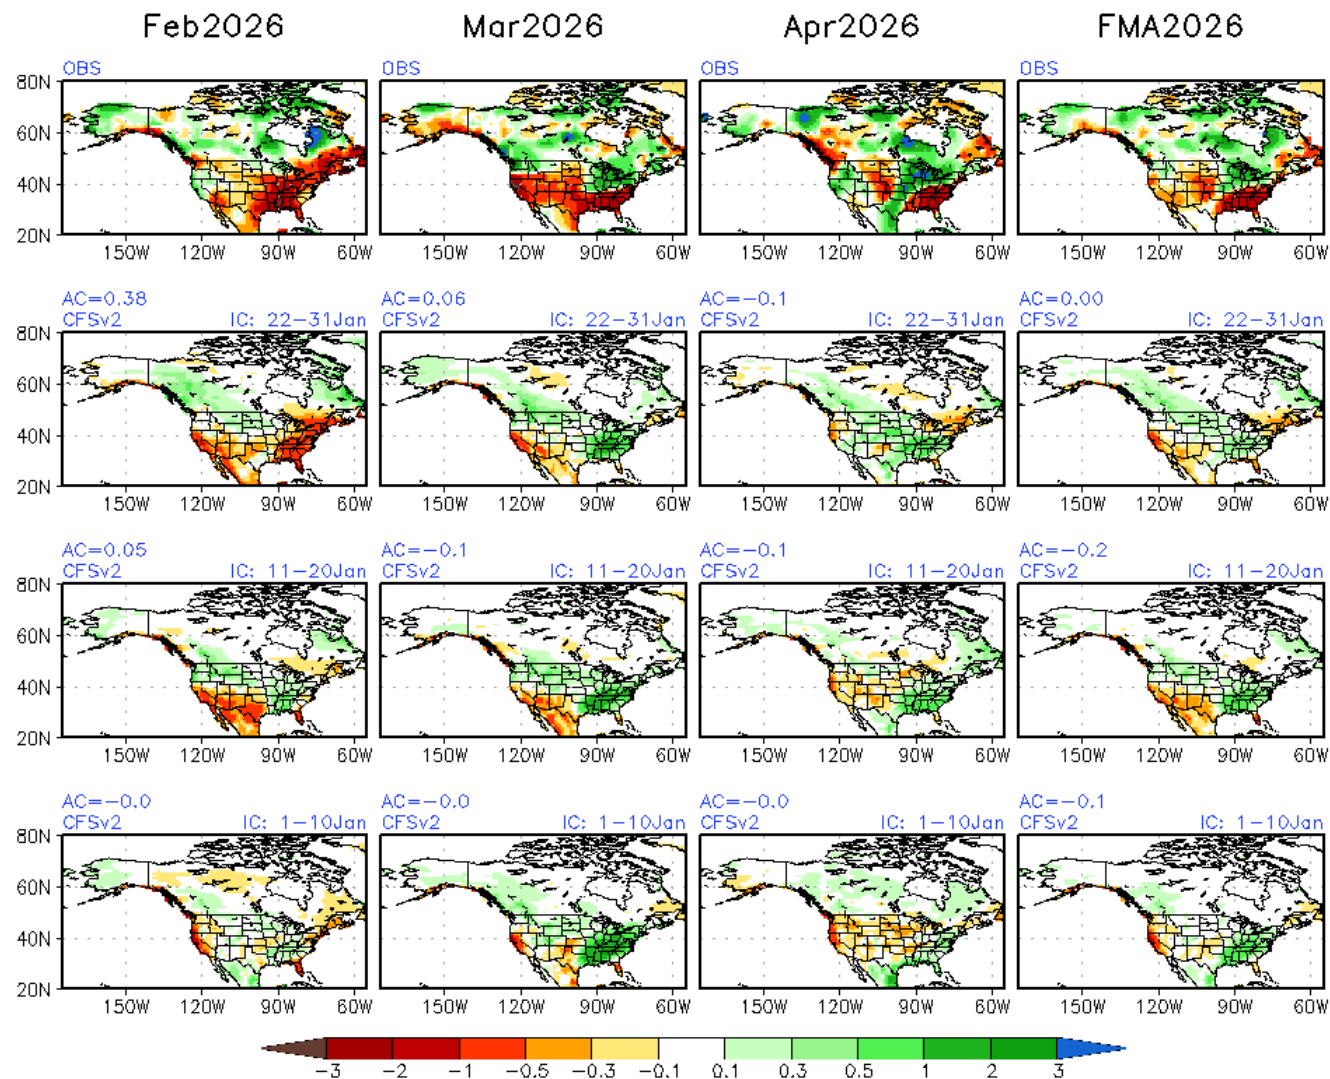 Feb2026 Mar2026 Apr2026 FMA2026
OBS OBS OBS OBS
80N
60N
40N
20N
150W 120W 90W 60W 150W 120W 90W 60W 150W 120W 90W 60W 150W 120W 90W 60W
AC=0.38 AC=0.06 AC=-0.1 AC=0.00
CFSv2 IC: 22-31Jan CFSv2 IC: 22-31Jan CFSv2 IC: 22-31Jan CFSv2 IC: 22-31Jan
80N
60N
40N
20N
150W 120W 90W 60W 150W 120W 90W 60W 150W 120W 90W 60W 150W 120W 90W 60W
AC=0.05 AC=-0.1 AC=-0.1 AC=-0.2
CFSv2 IC: 11-20Jan CFSv2 IC: 11-20Jan CFSv2 IC: 11-20Jan CFSv2 IC: 11-20Jan
80N
60N
40N
20N
150W 120W 90W 60W 150W 120W 90W 60W 150W 120W 90W 60W 150W 120W 90W 60W
AC=-0.0 AC=-0.0 AC=-0.0 AC=-0.1
CFSv2 IC: 1-10Jan CFSv2 IC: 1-10Jan CFSv2 IC: 1-10Jan CFSv2 IC: 1-10Jan
80N
60N
40N
20N
150W 120W 90W 60W 150W 120W 90W 60W 150W 120W 90W 60W 150W 120W 90W 60W
-3 -2 -1 -0.5 -0.3 -0.1 0.1 0.3 0.5 1 2 3